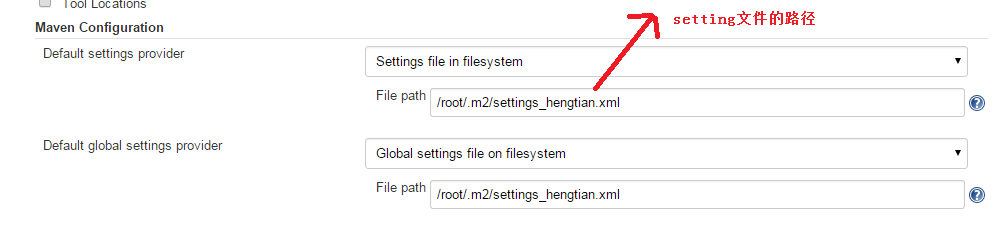 Tool Locations
setting文件的路径
Maven Configuration
Default settings provider
Settings file in filesystem
File path
/root/.m2/settings_hengtian.xml
Default global settings provider
Global settings file on filesystem
File path
/root/.m2/settings_hengtian.xml